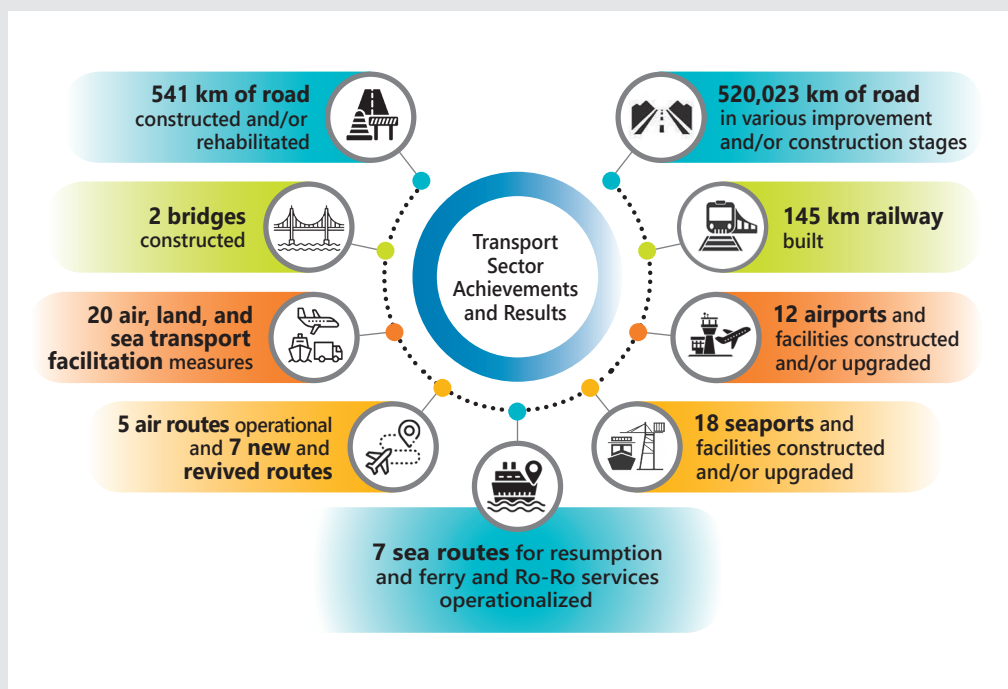 541 km of road
constructed and/or
rehabilitated
2 bridges
constructed
20 air, land, and
sea transport
facilitation measures
5 air routes operational
and 7 new and
revived routes
Transport
Sector
Achievements
and Results
520,023 km of road
in various improvement
and/or construction stages
145 km railway
built
12 airports and
facilities constructed
and/or upgraded
18 seaports and
facilities constructed
and/or upgraded
7 sea routes for resumption
and ferry and Ro-Ro services
operationalized